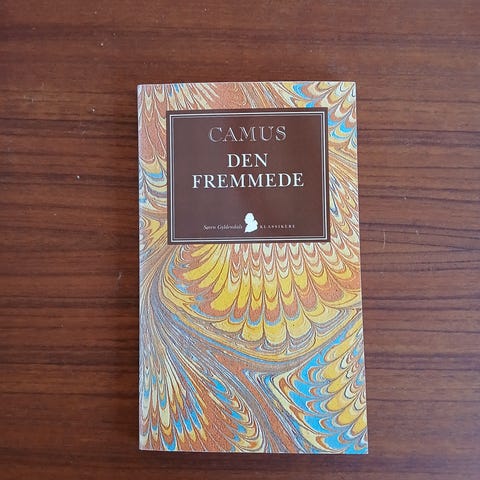 CAMUS
DEN
FREMMEDE
Søren Gyldendals KLASSIKERE